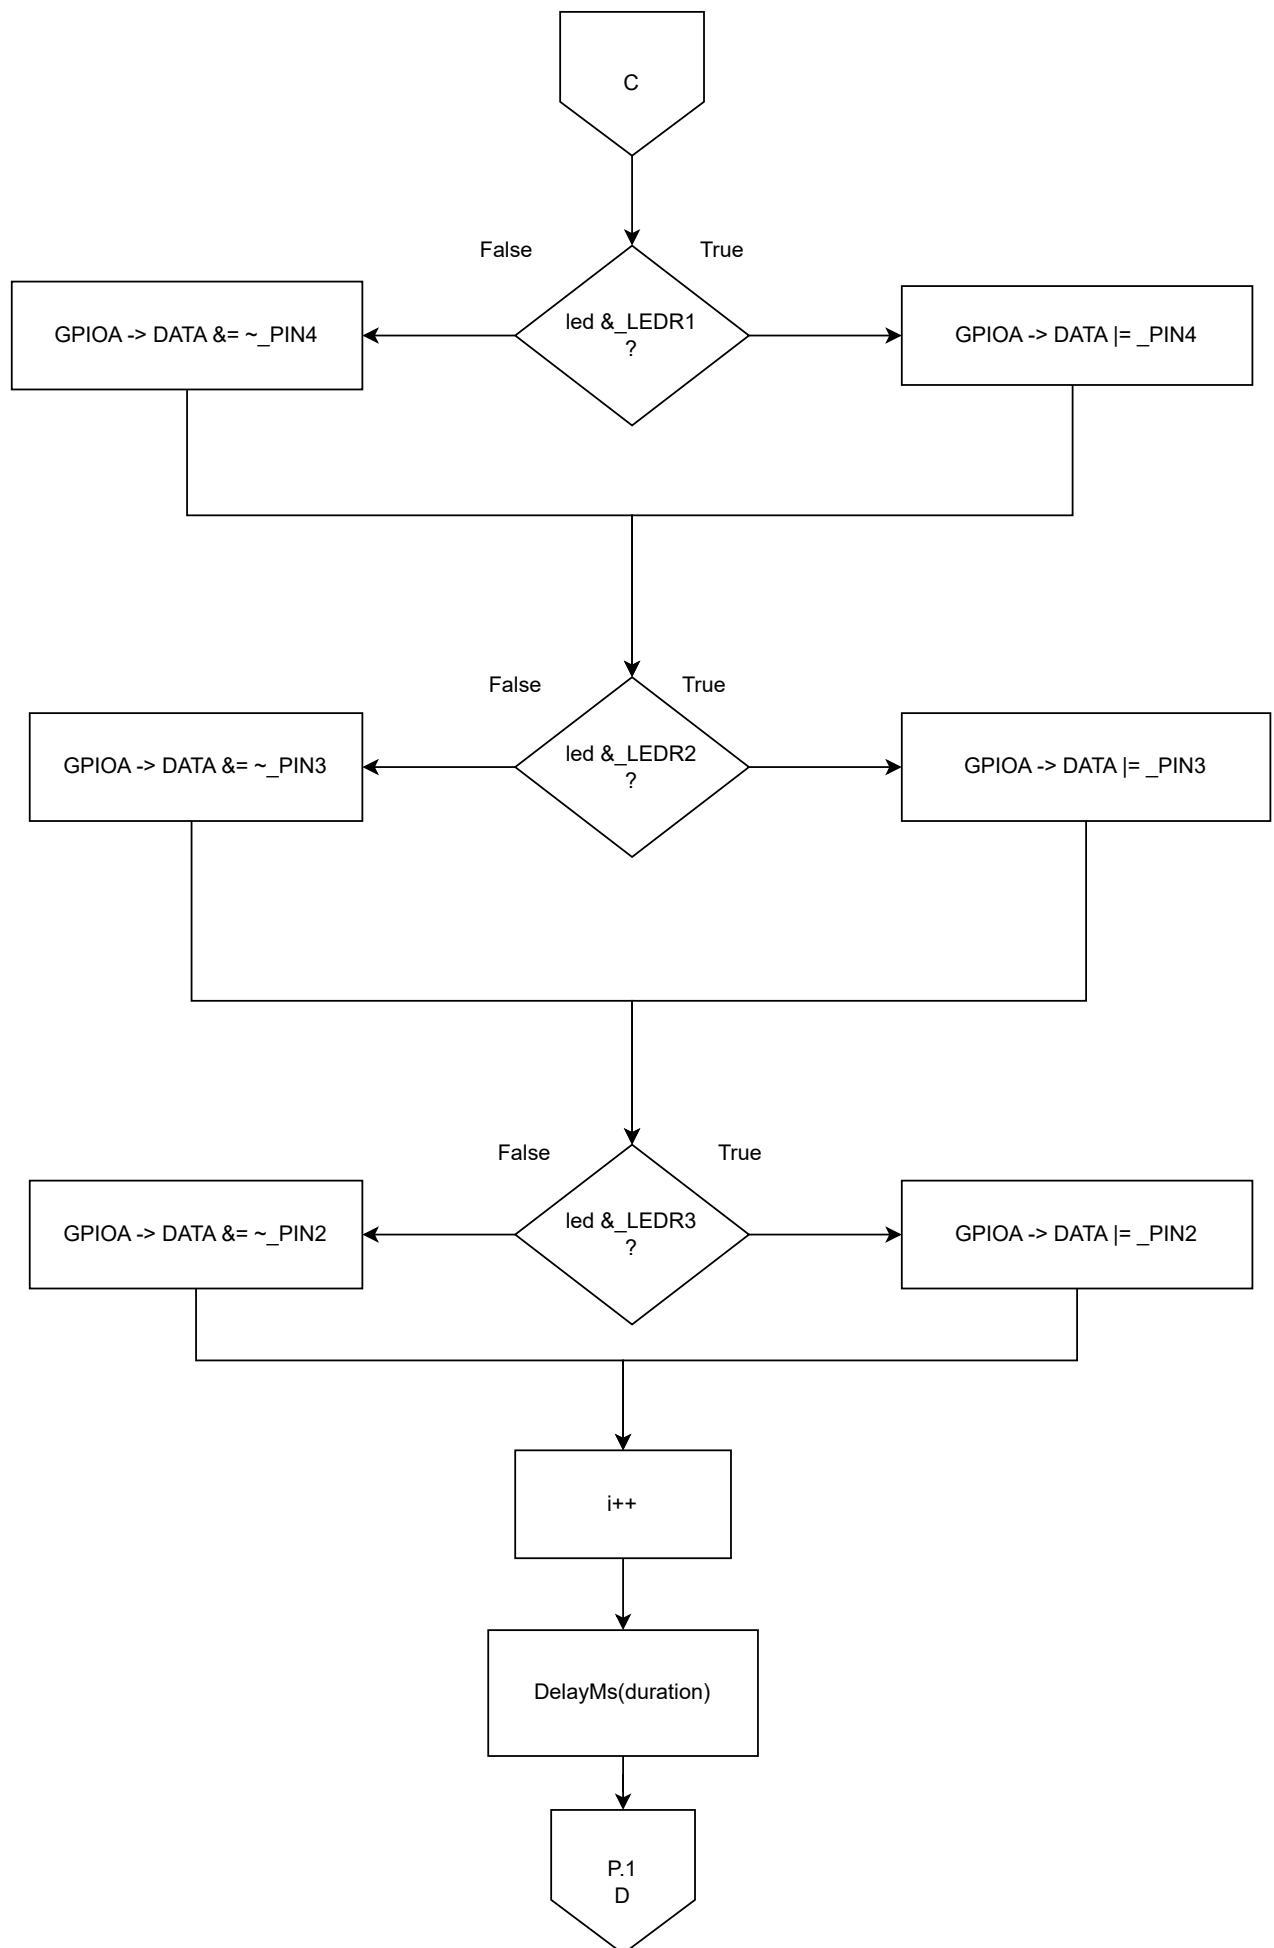 C
False
True
GPIOA -> DATA &= ~_PIN4
led &_LEDR1
?
GPIOA -> DATA |= _PIN4
False
True
GPIOA -> DATA &= ~_PIN3
led &_LEDR2
?
GPIOA -> DATA |= _PIN3
False
True
GPIOA -> DATA &= ~_PIN2
led &_LEDR3
?
GPIOA -> DATA |= _PIN2
i++
DelayMs(duration)
P.1
D